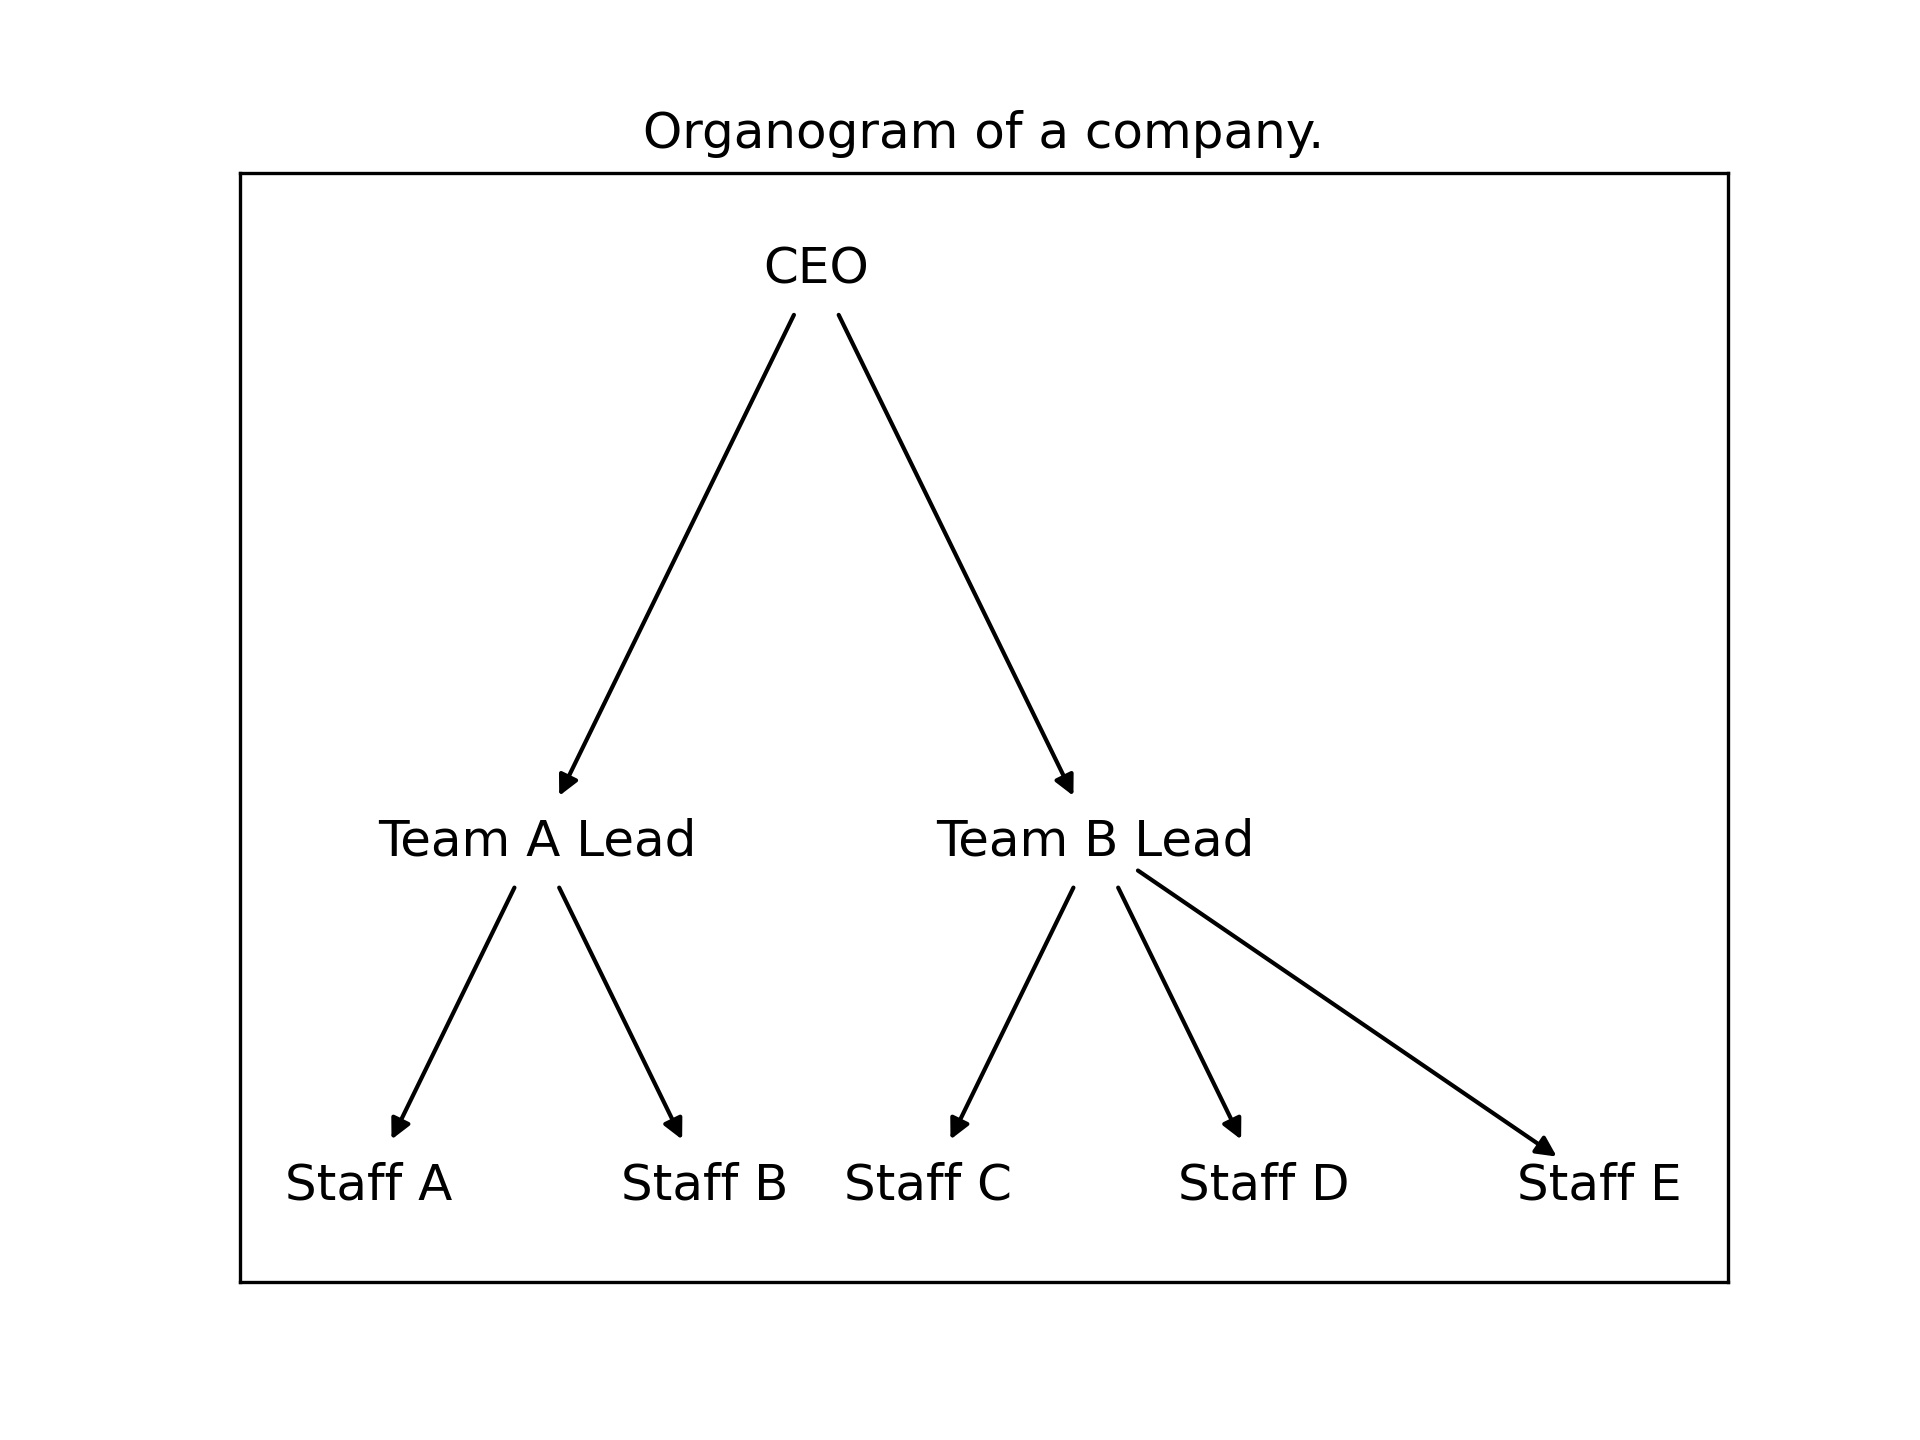 Organogram of a company.
CEO
Team A Lead
Team B Lead
Staff A
Staff B
Staff C
Staff D
Staff E